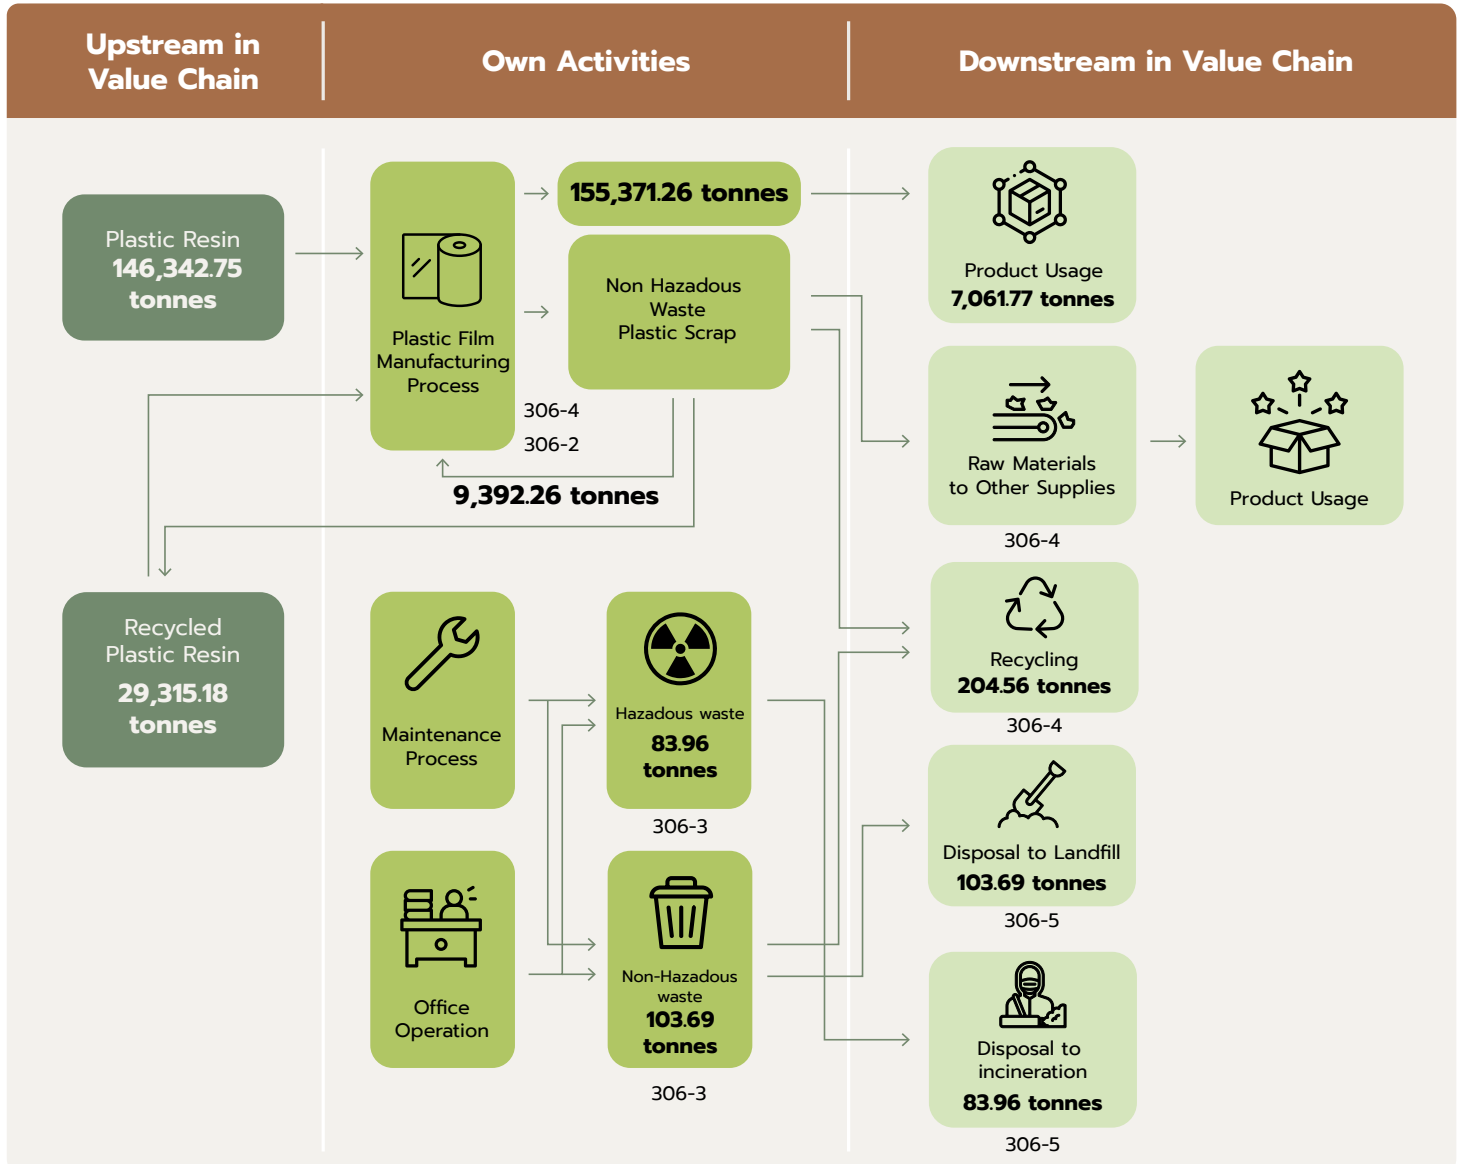 Upstream in
Value Chain
Own Activities
Downstream in Value Chain
Plastic Resin
146,342.75
tonnes
Recycled
Plastic Resin
29,315.18
tonnes
Plastic Film
Manufacturing
Process
155,371.26 tonnes
Non Hazadous
Waste
Plastic Scrap
306-4
306-2
9,392.26 tonnes
Maintenance
Process
Hazadous waste
83.96
tonnes
306-3
Office
Operation
Non-Hazadous
waste
103.69
tonnes
306-3
Product Usage
7,061.77 tonnes
Raw Materials
to Other Supplies
306-4
Product Usage
Recycling
204.56 tonnes
306-4
Disposal to Landfill
103.69 tonnes
306-5
Disposal to
incineration
83.96 tonnes
306-5